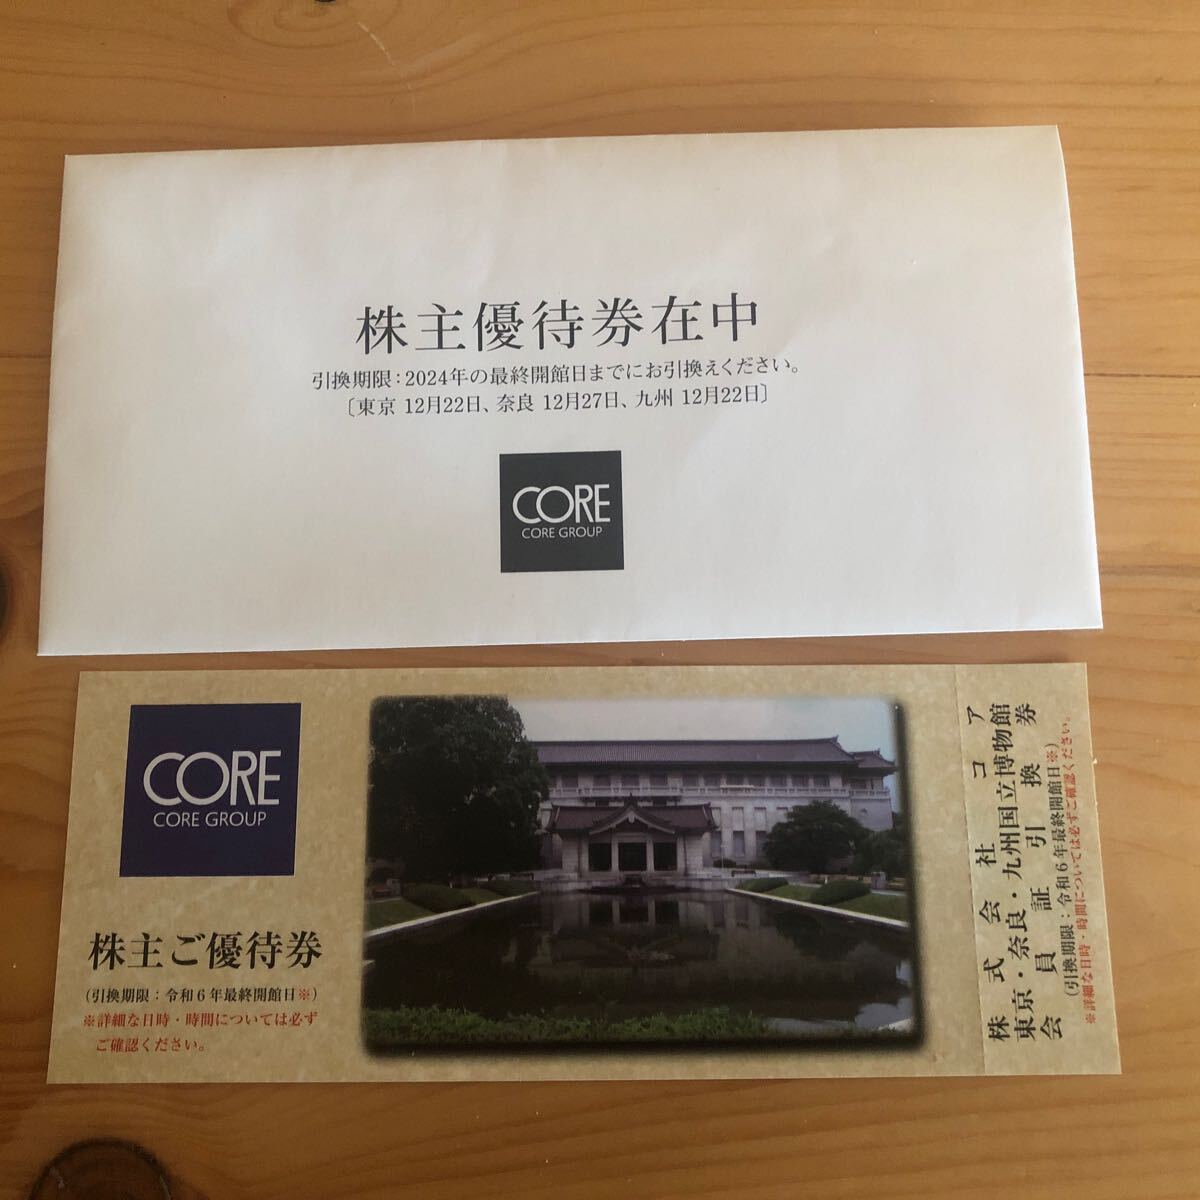 株主優待券在中
引換期限:2024年の最終開館日までにお引換えください。
〔東京 12月22日、奈良 12月27日、九州 12月22日〕
CORE
CORE GROUP
CORE
CORE GROUP
株主ご優待券
(引換期限:令和6年最終開館日※)
※詳細な日時・時間については必ず
ご確認ください。
株式会社コア
東京・奈良・九州国立博物館
会員証引換券
(引換期限:令和6年最終開館日※)
※詳細な日時・時間については必ずご確認ください。